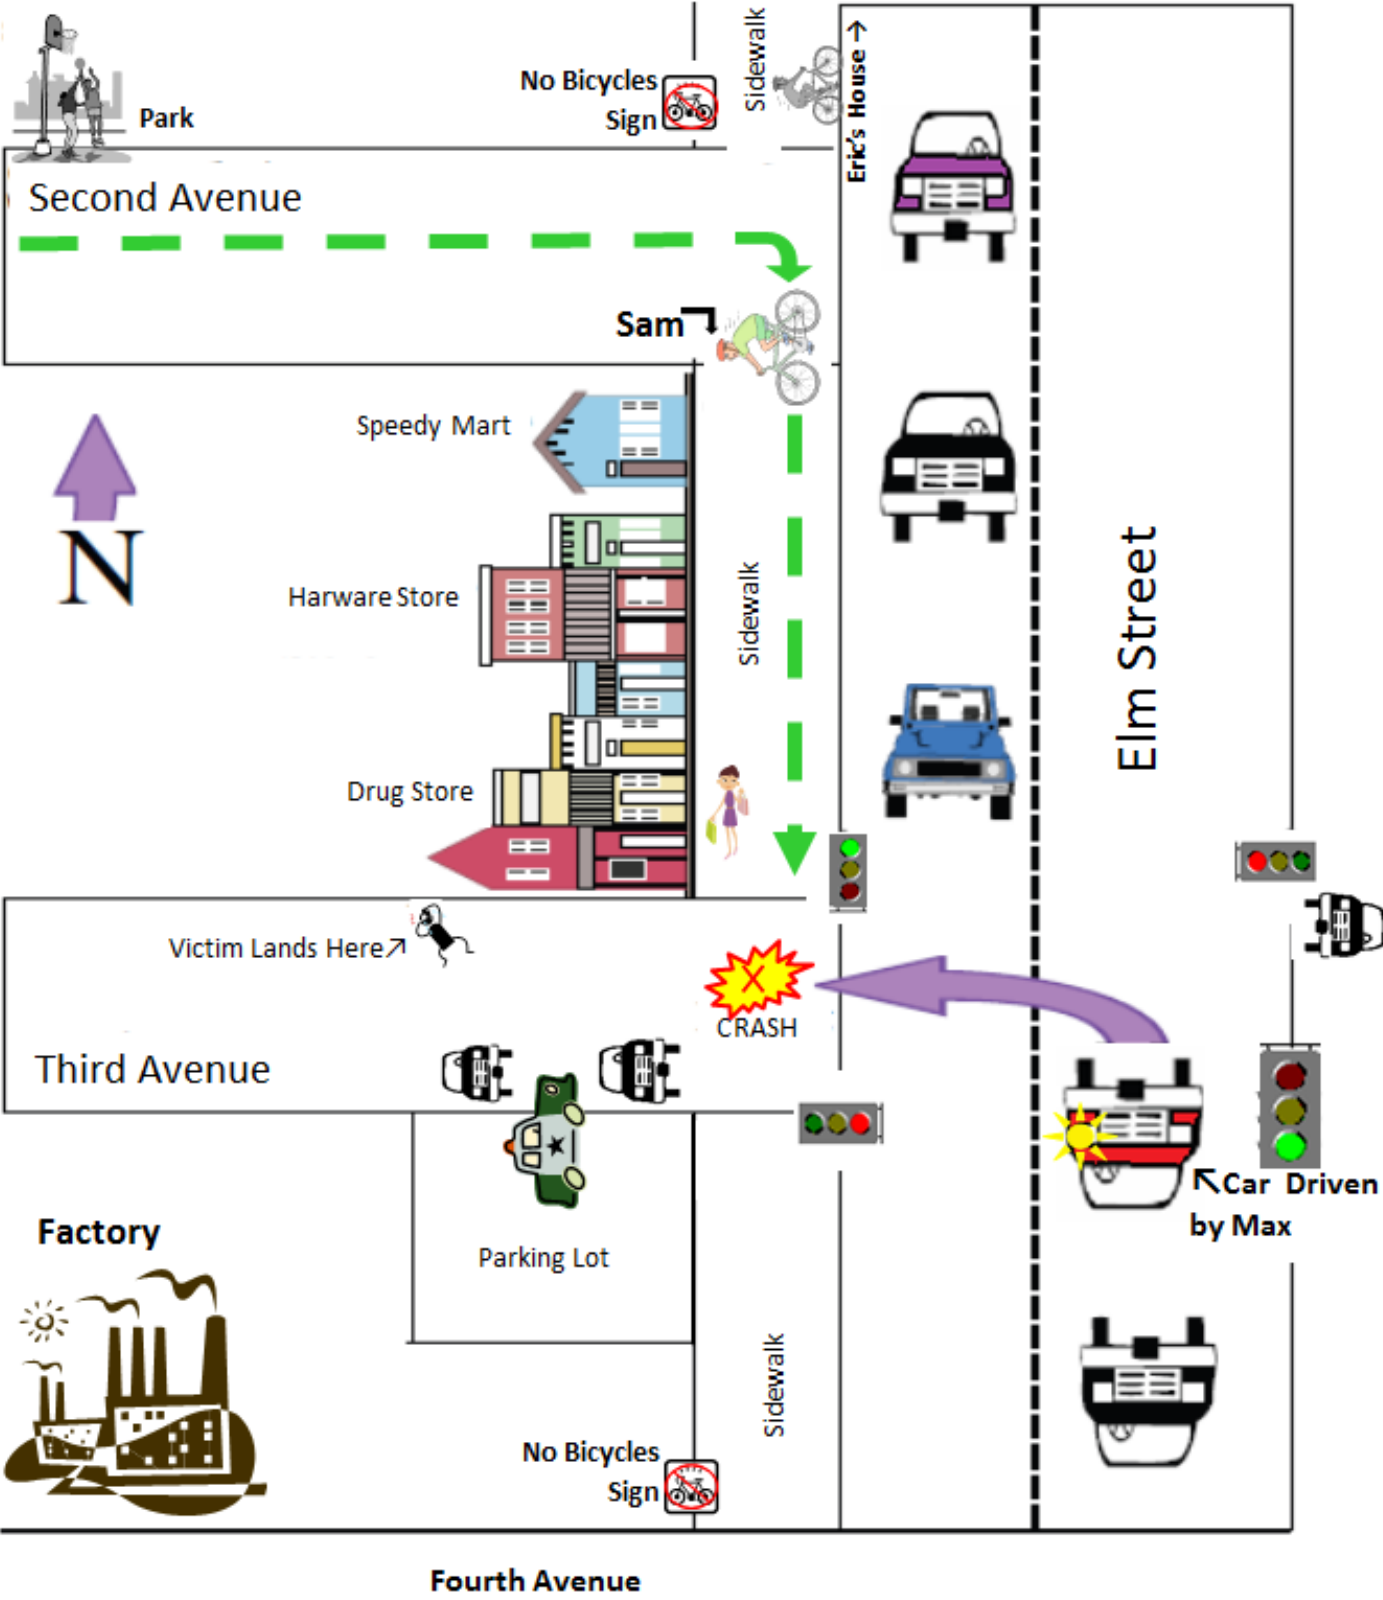 Sidewalk
Eric's House →
No Bicycles
Sign
Park
Second Avenue
Sam
Speedy Mart
N
Harware Store
Sidewalk
Elm Street
Drug Store
Victim Lands Here↗
X
CRASH
Third Avenue
↖Car Driven
by Max
Factory
Parking Lot
Sidewalk
No Bicycles
Sign
Fourth Avenue